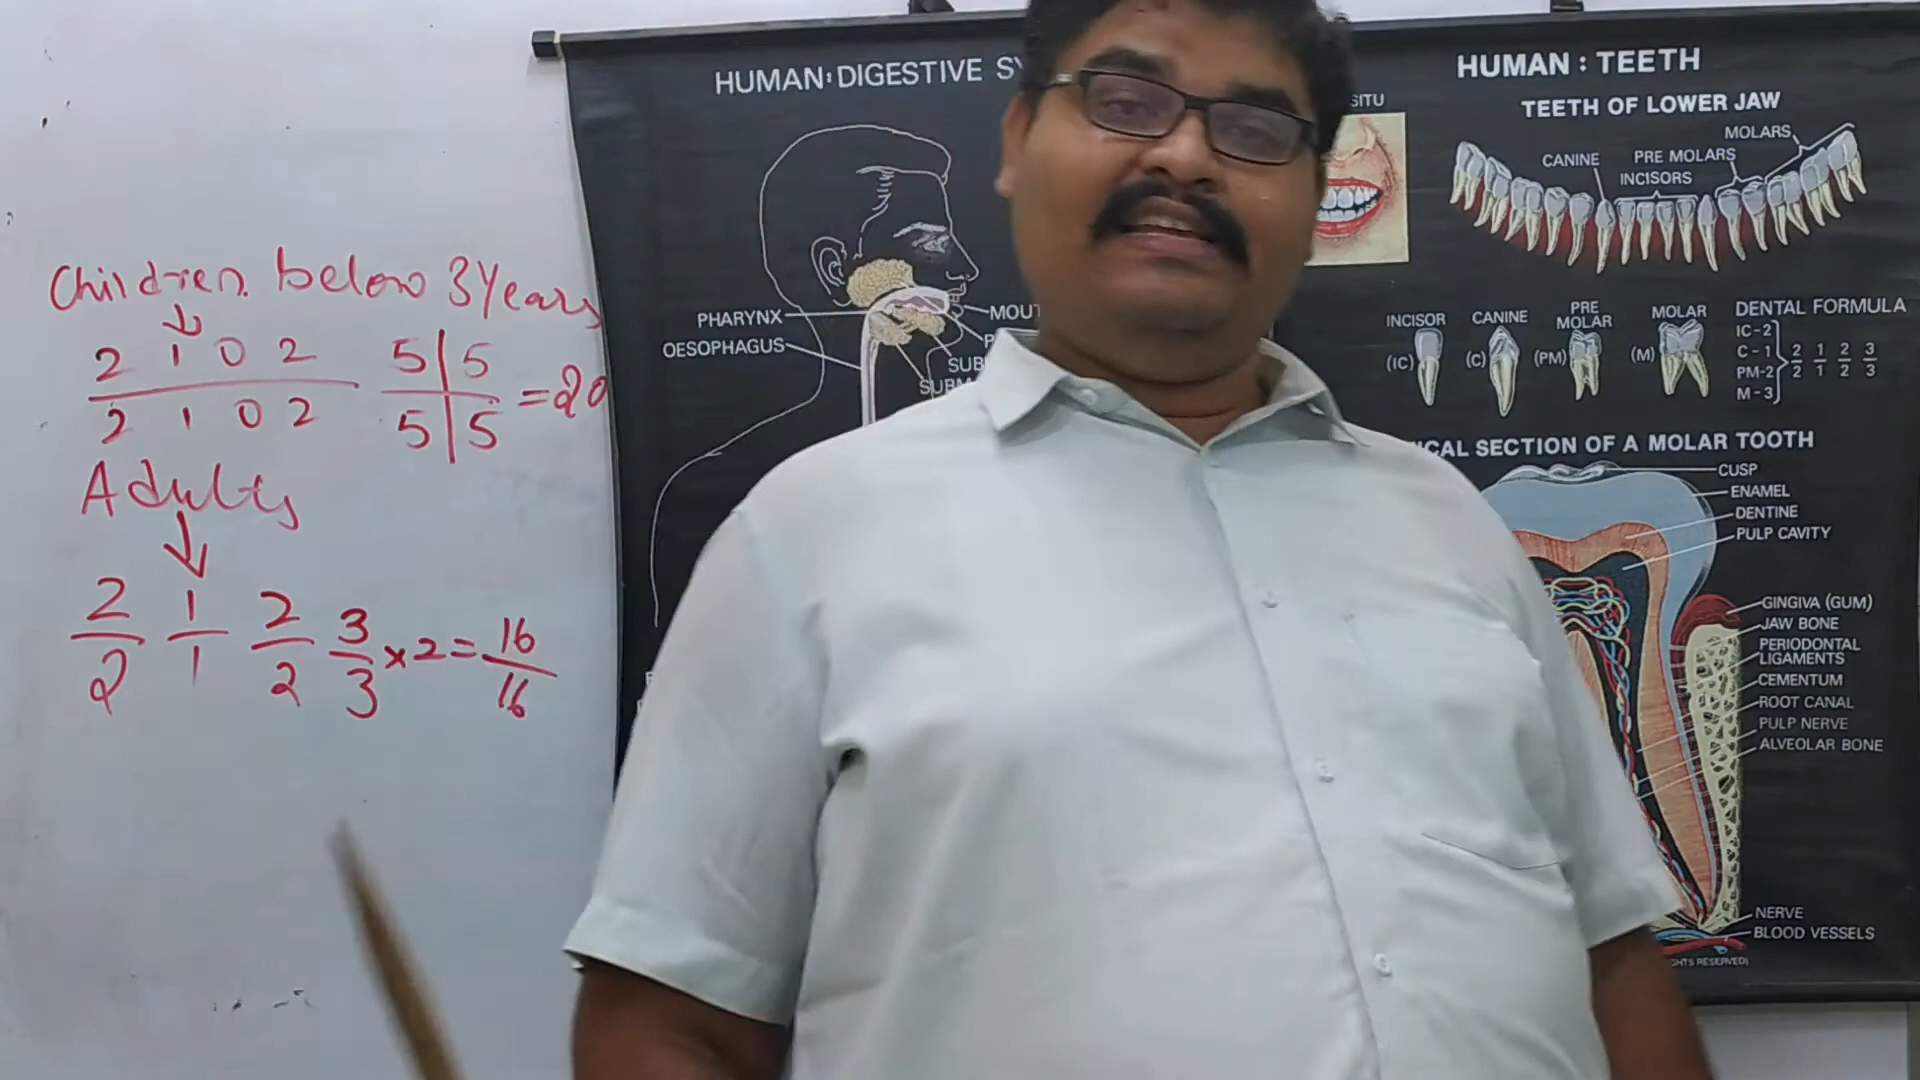 Children below 3 Years
2 1 0 2
2 1 0 2
5 | 5
5 | 5
= 20
Adults
2 1 2 3
2 1 2 3
× 2 = 16
16
HUMAN: DIGESTIVE
PHARYNX
OESOPHAGUS
HUMAN : TEETH
SITU
TEETH OF LOWER JAW
MOLARS
CANINE
PRE MOLARS
INCISORS
INCISOR
CANINE
PRE
MOLAR
MOLAR
(IC)
(C)
(PM)
(M)
DENTAL FORMULA
IC-2
C-1
PM-2
M-3
2 1 2 3
2 1 2 3
SECTION OF A MOLAR TOOTH
CUSP
ENAMEL
DENTINE
PULP CAVITY
GINGIVA (GUM)
JAW BONE
PERIODONTAL
LIGAMENTS
CEMENTUM
ROOT CANAL
PULP NERVE
ALVEOLAR BONE
NERVE
BLOOD VESSELS
RESERVED)